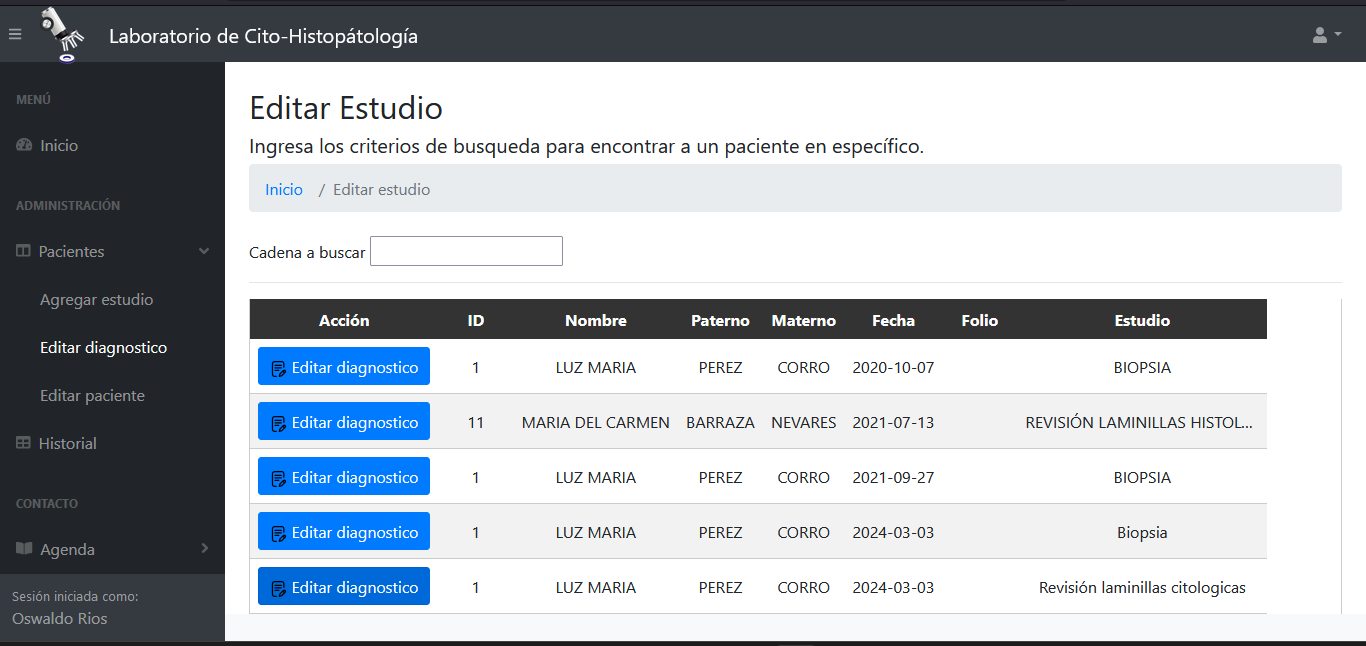 Laboratorio de Cito-Histopátología
MENÚ
Inicio
ADMINISTRACIÓN
Pacientes
Agregar estudio
Editar diagnostico
Editar paciente
Historial
CONTACTO
Agenda
Sesión iniciada como:
Oswaldo Rios
Editar Estudio
Ingresa los criterios de busqueda para encontrar a un paciente en específico.
Inicio / Editar estudio
Cadena a buscar
Acción ID Nombre Paterno Materno Fecha Folio Estudio
Editar diagnostico 1 LUZ MARIA PEREZ CORRO 2020-10-07 BIOPSIA
Editar diagnostico 11 MARIA DEL CARMEN BARRAZA NEVARES 2021-07-13 REVISIÓN LAMINILLAS HISTOL...
Editar diagnostico 1 LUZ MARIA PEREZ CORRO 2021-09-27 BIOPSIA
Editar diagnostico 1 LUZ MARIA PEREZ CORRO 2024-03-03 Biopsia
Editar diagnostico 1 LUZ MARIA PEREZ CORRO 2024-03-03 Revisión laminillas citologicas